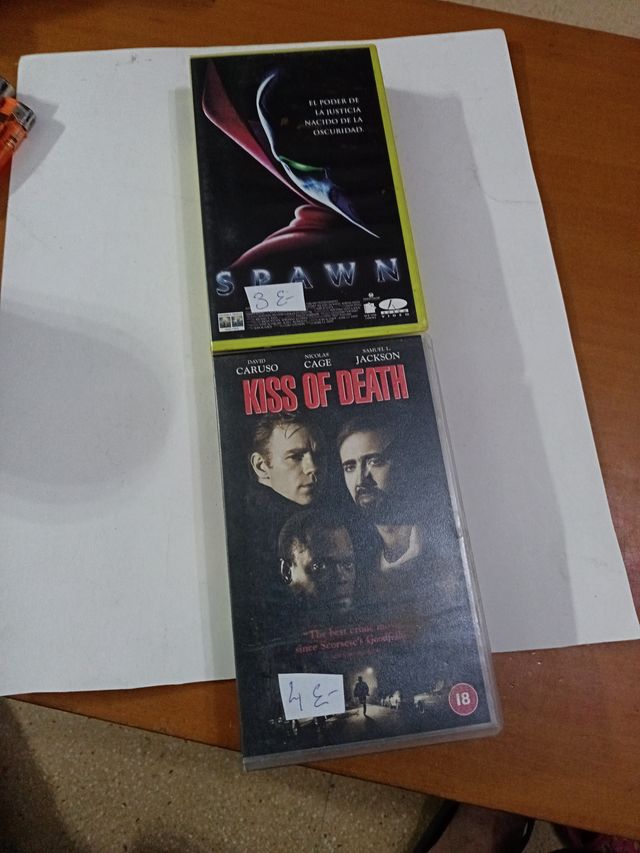 EL PODER DE
LA JUSTICIA
NACIDO DE LA
OSCURIDAD.
SPAWN
3 €-
VIDEO
DAVID CARUSO
NICOLAS CAGE
SAMUEL L. JACKSON
KISS OF DEATH
"The best crime
since Scorsese's Goodfellas
4 €-
18